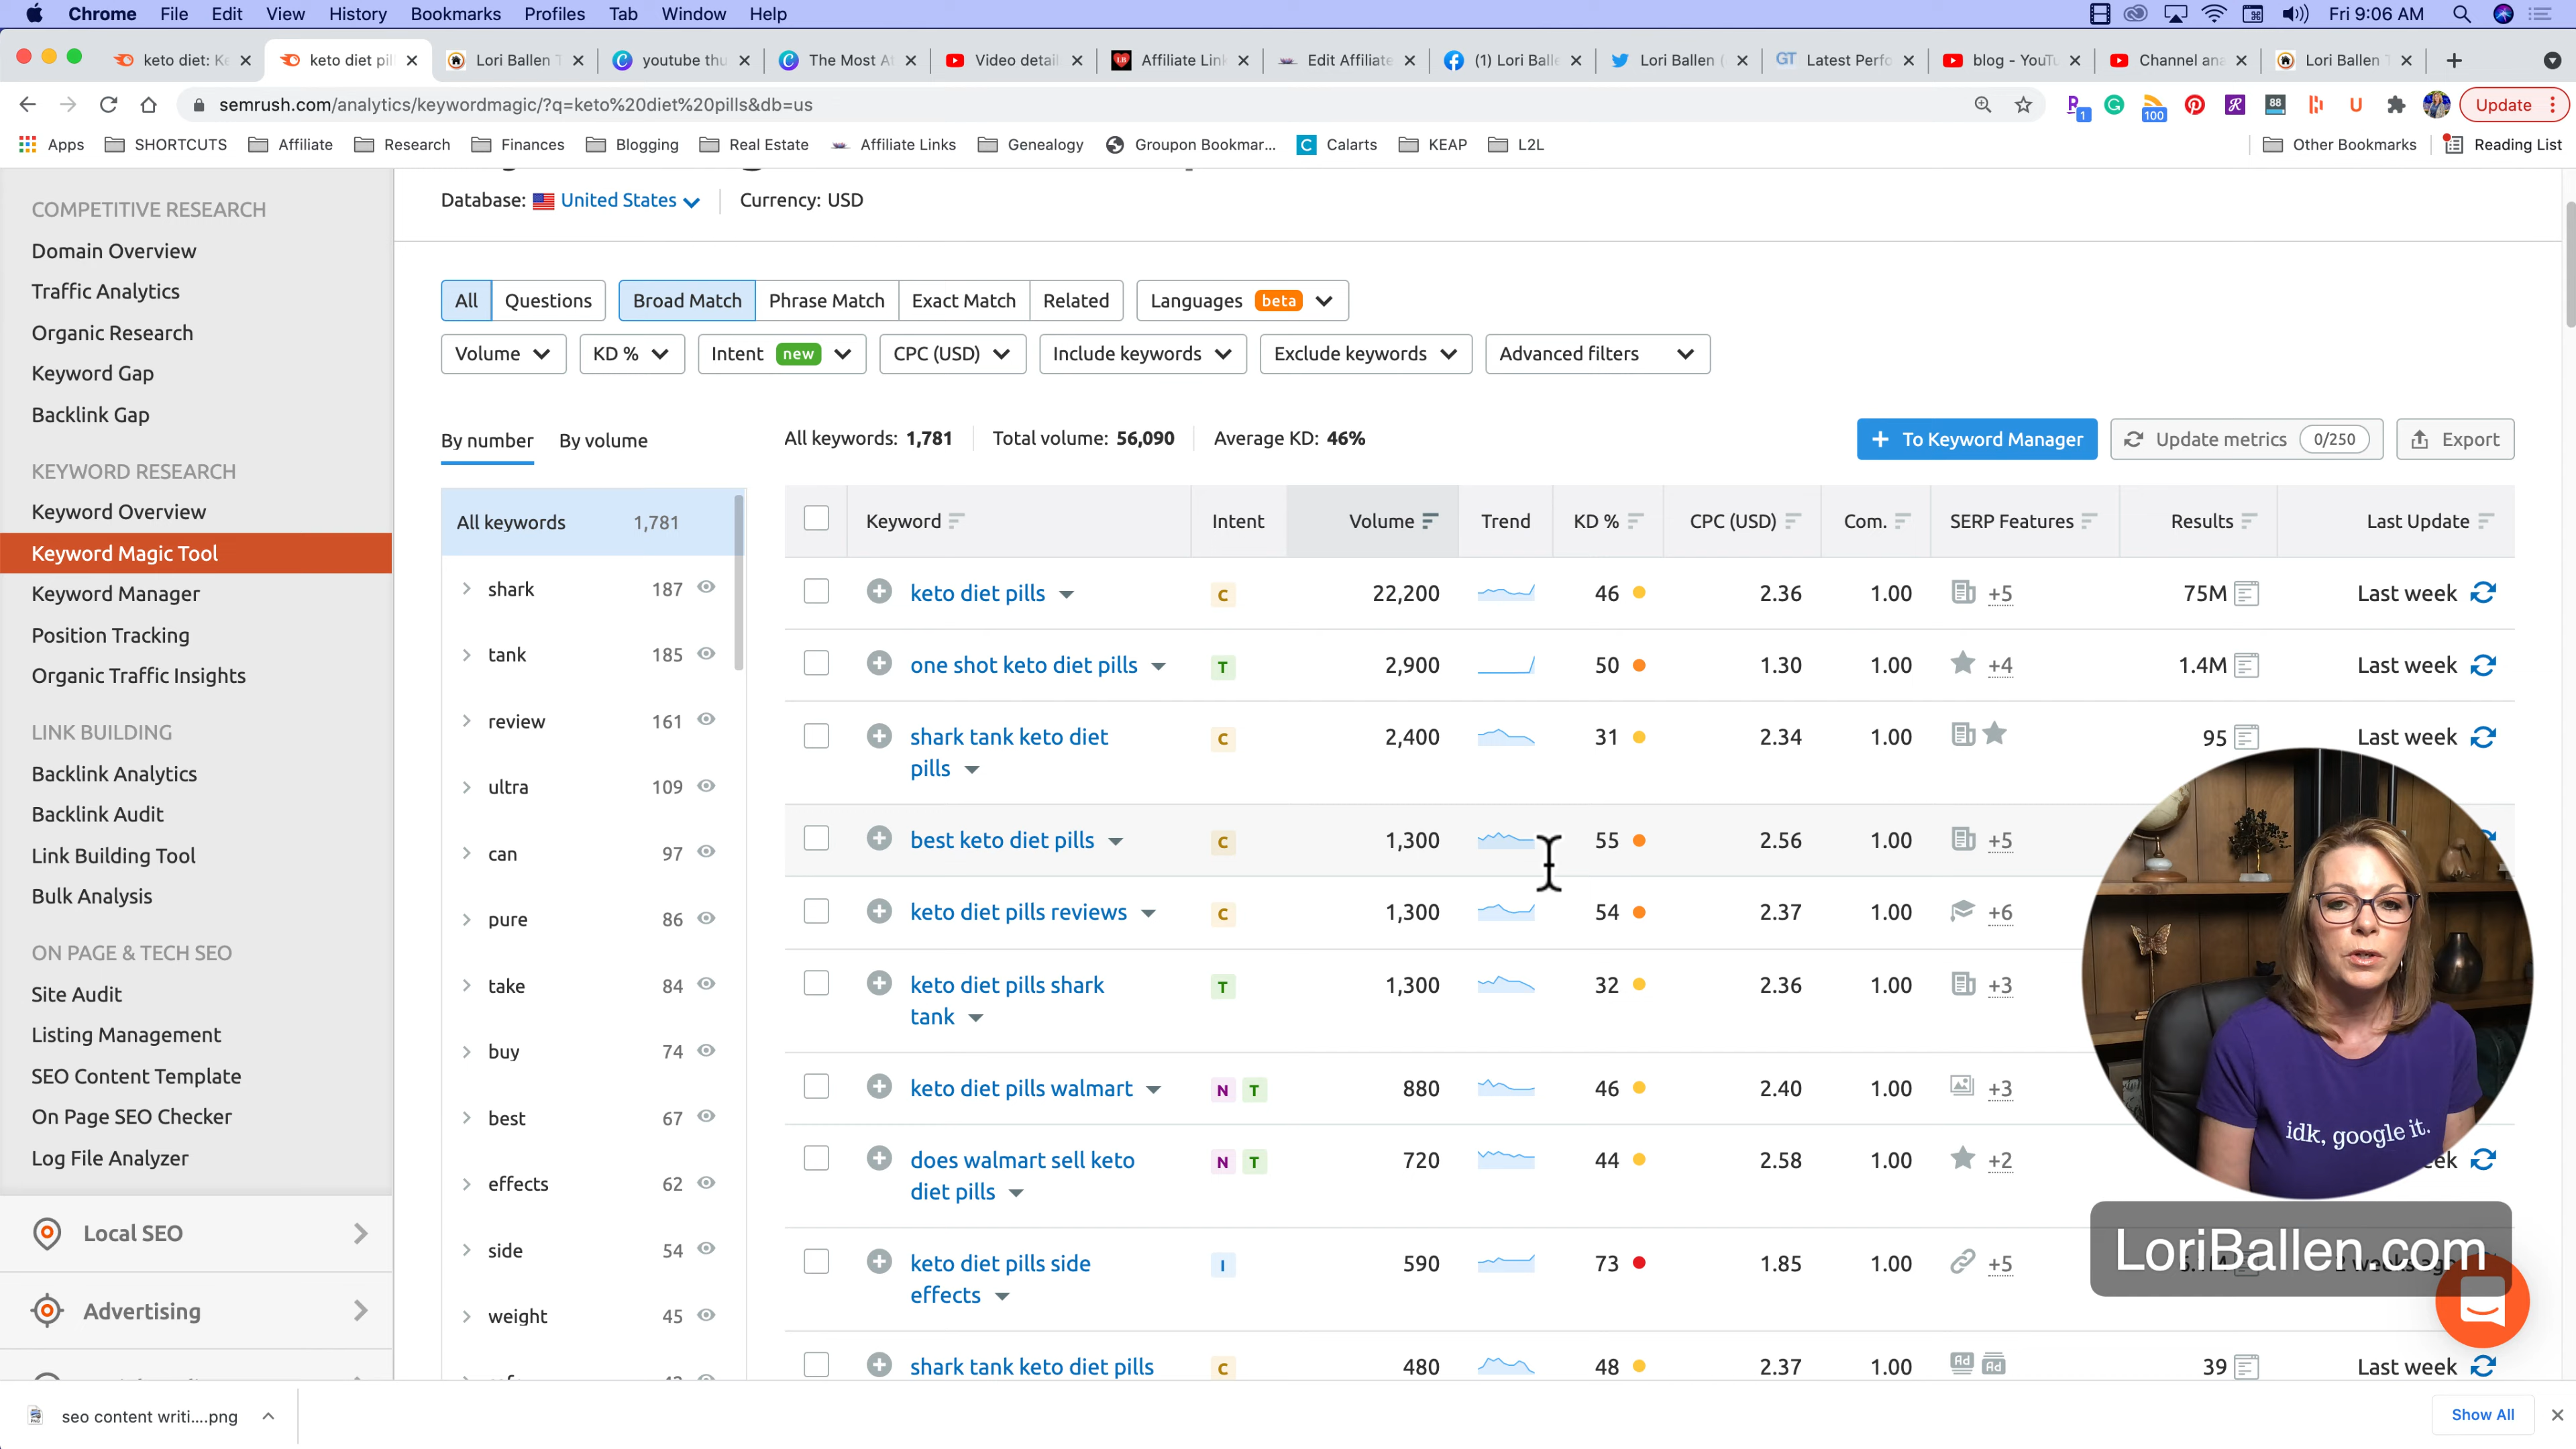 Chrome File Edit View History Bookmarks Profiles Tab Window Help Fri 9:06 AM
keto diet: Ke keto diet pil Lori Ballen T youtube thu The Most At Video detail Affiliate Link Edit Affiliate (1) Lori Balle Lori Ballen ( GT Latest Perfo blog - YouTu Channel ana Lori Ballen T
semrush.com/analytics/keywordmagic/?q=keto%20diet%20pills&db=us 1 100 88 Update
Apps SHORTCUTS Affiliate Research Finances Blogging Real Estate Affiliate Links Genealogy Groupon Bookmar... C Calarts KEAP L2L Other Bookmarks Reading List
COMPETITIVE RESEARCH
Domain Overview
Traffic Analytics
Organic Research
Keyword Gap
Backlink Gap
KEYWORD RESEARCH
Keyword Overview
Keyword Magic Tool
Keyword Manager
Position Tracking
Organic Traffic Insights
LINK BUILDING
Backlink Analytics
Backlink Audit
Link Building Tool
Bulk Analysis
ON PAGE & TECH SEO
Site Audit
Listing Management
SEO Content Template
On Page SEO Checker
Log File Analyzer
Local SEO
Advertising
Database: United States Currency: USD
All Questions Broad Match Phrase Match Exact Match Related Languages beta
Volume KD % Intent new CPC (USD) Include keywords Exclude keywords Advanced filters
By number By volume
All keywords: 1,781 Total volume: 56,090 Average KD: 46%
+ To Keyword Manager Update metrics 0/250 Export
All keywords 1,781
shark 187
tank 185
review 161
ultra 109
can 97
pure 86
take 84
buy 74
best 67
effects 62
side 54
weight 45
Keyword Intent Volume Trend KD % CPC (USD) Com. SERP Features Results Last Update
keto diet pills C 22,200 46 2.36 1.00 +5 75M Last week
one shot keto diet pills T 2,900 50 1.30 1.00 +4 1.4M Last week
shark tank keto diet C 2,400 31 2.34 1.00 95 Last week
pills
best keto diet pills C 1,300 55 2.56 1.00 +5
keto diet pills reviews C 1,300 54 2.37 1.00 +6
keto diet pills shark T 1,300 32 2.36 1.00 +3
tank
keto diet pills walmart N T 880 46 2.40 1.00 +3
does walmart sell keto N T 720 44 2.58 1.00 +2 ek
diet pills
keto diet pills side I 590 73 1.85 1.00 +5
effects
shark tank keto diet pills C 480 48 2.37 1.00 Ad Ad 39 Last week
idk, google it.
LoriBallen.com
seo content writi....png Show All